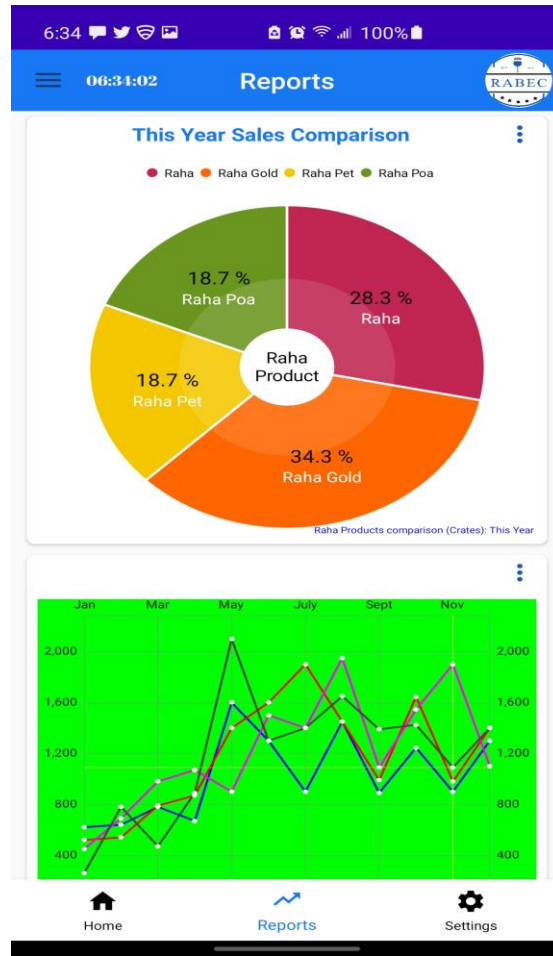 6:34 100%
06:34:02 Reports RABEC
This Year Sales Comparison
Raha Raha Gold Raha Pet Raha Poa
18.7 %
Raha Poa
28.3 %
Raha
Raha
Product
18.7 %
Raha Pet
34.3 %
Raha Gold
Raha Products comparison (Crates): This Year
Jan Mar May July Sept Nov
2,000 2,000
1,600 1,600
1,200 1,200
800 800
400 400
Home Reports Settings